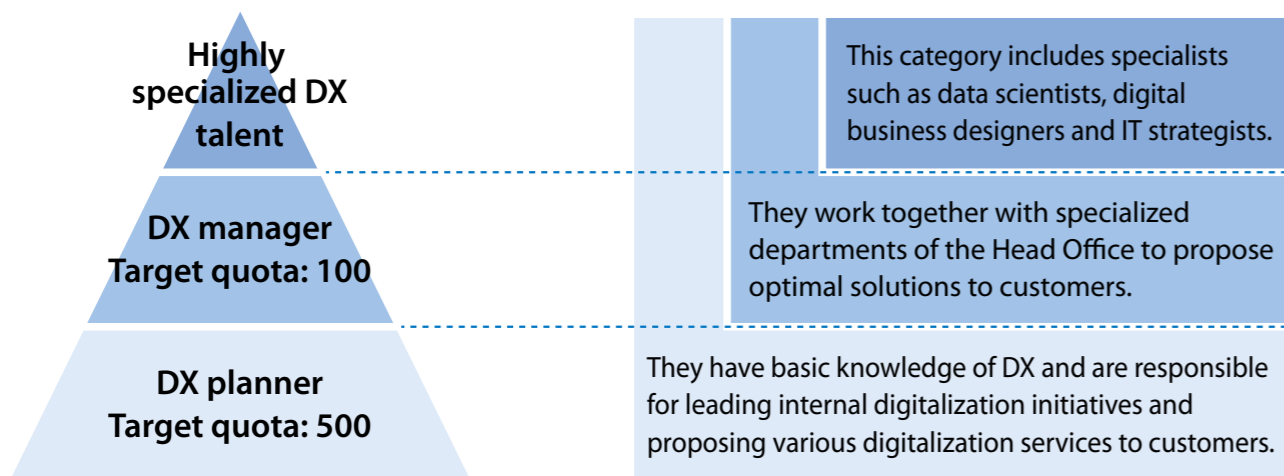 Highly
specialized DX
talent
This category includes specialists
such as data scientists, digital
business designers and IT strategists.
DX manager
Target quota: 100
They work together with specialized
departments of the Head Office to propose
optimal solutions to customers.
DX planner
Target quota: 500
They have basic knowledge of DX and are responsible
for leading internal digitalization initiatives and
proposing various digitalization services to customers.